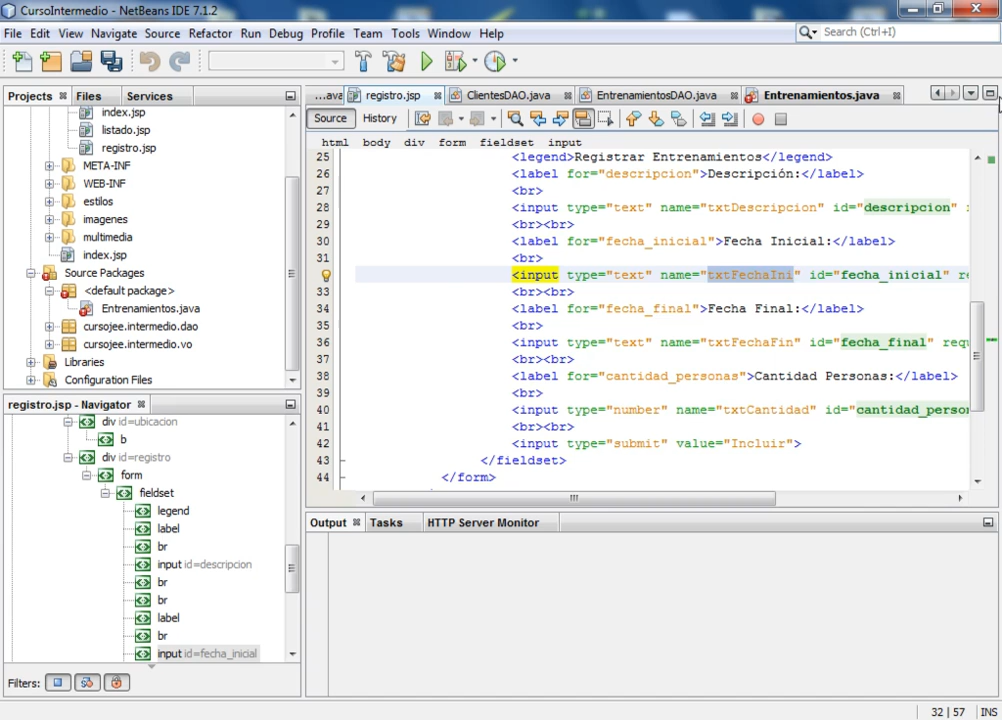 CursoIntermedio - NetBeans IDE 7.1.2
File Edit View Navigate Source Refactor Run Debug Profile Team Tools Window Help
Search (Ctrl+I)
Projects Files Services
...ava registro.jsp ClientesDAO.java EntrenamientosDAO.java Entrenamientos.java
Source History
html body div form fieldset input
index.jsp
listado.jsp
registro.jsp
META-INF
WEB-INF
estilos
imagenes
multimedia
index.jsp
Source Packages
<default package>
Entrenamientos.java
cursojee.intermedio.dao
cursojee.intermedio.vo
Libraries
Configuration Files
25 <legend>Registrar Entrenamientos</legend>
26 <label for="descripcion">Descripción:</label>
27 <br>
28 <input type="text" name="txtDescripcion" id="descripcion"
29 <br><br>
30 <label for="fecha_inicial">Fecha Inicial:</label>
31 <br>
<input type="text" name="txtFechaIni" id="fecha_inicial" re
33 <br><br>
34 <label for="fecha_final">Fecha Final:</label>
35 <br>
36 <input type="text" name="txtFechaFin" id="fecha_final" requ
37 <br><br>
38 <label for="cantidad_personas">Cantidad Personas:</label>
39 <br>
40 <input type="number" name="txtCantidad" id="cantidad_perso
41 <br><br>
42 <input type="submit" value="Incluir">
43 </fieldset>
44 </form>
registro.jsp - Navigator
div id=ubicacion
b
div id=registro
form
fieldset
legend
label
br
input id=descripcion
br
br
label
br
input id=fecha_inicial
Filters:
Output Tasks HTTP Server Monitor
32 | 57 INS